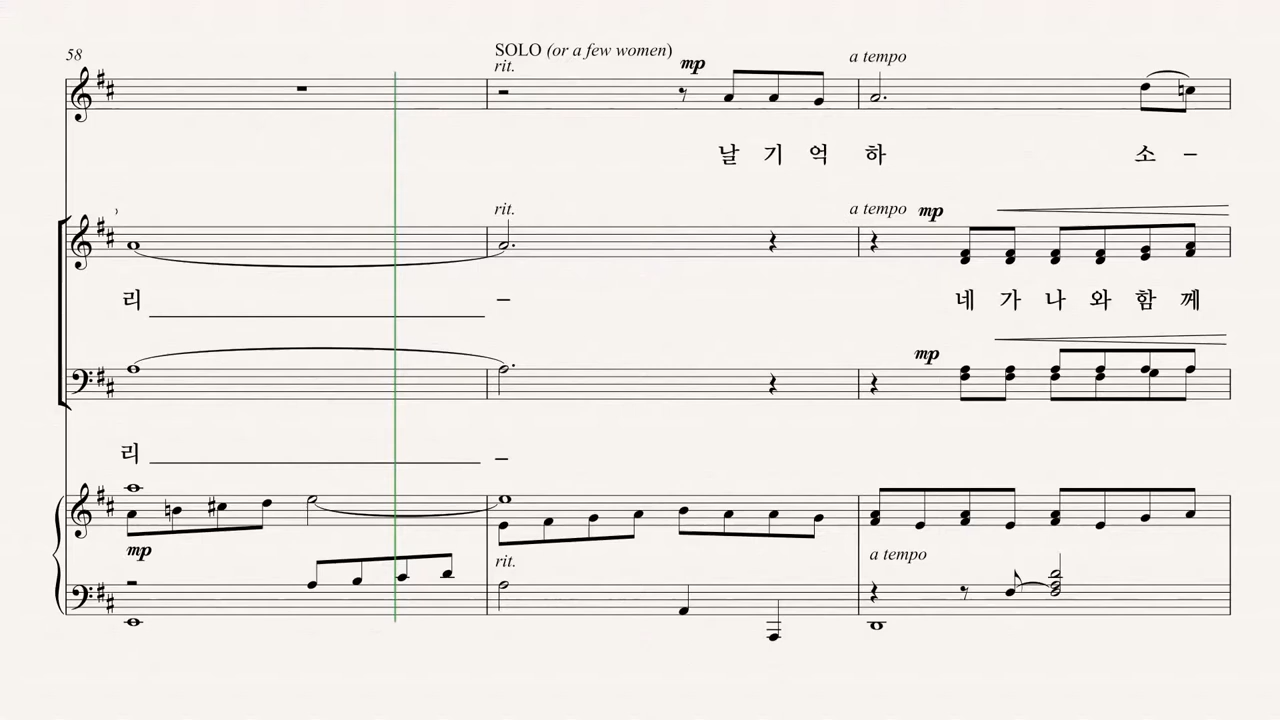 58
SOLO (or a few women)
rit. mp a tempo
날 기 억 하 소 –
rit. a tempo mp
리 – 네 가 나 와 함 께
mp
리 –
mp
rit. a tempo